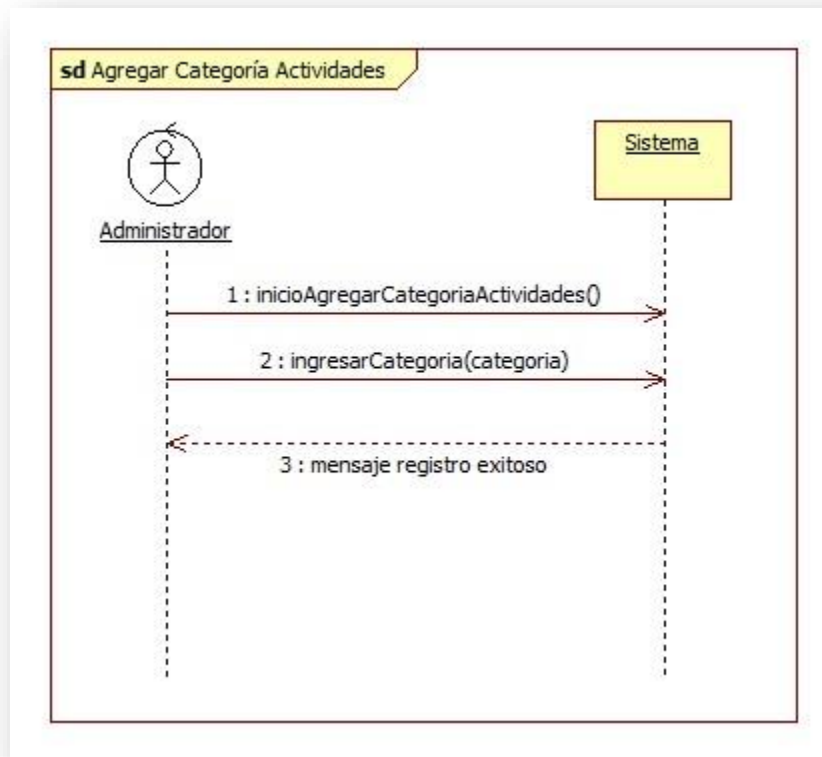 sd Agregar Categoría Actividades
Sistema
Administrador
1 : inicioAgregarCategoriaActividades()
2 : ingresarCategoria(categoria)
3 : mensaje registro exitoso